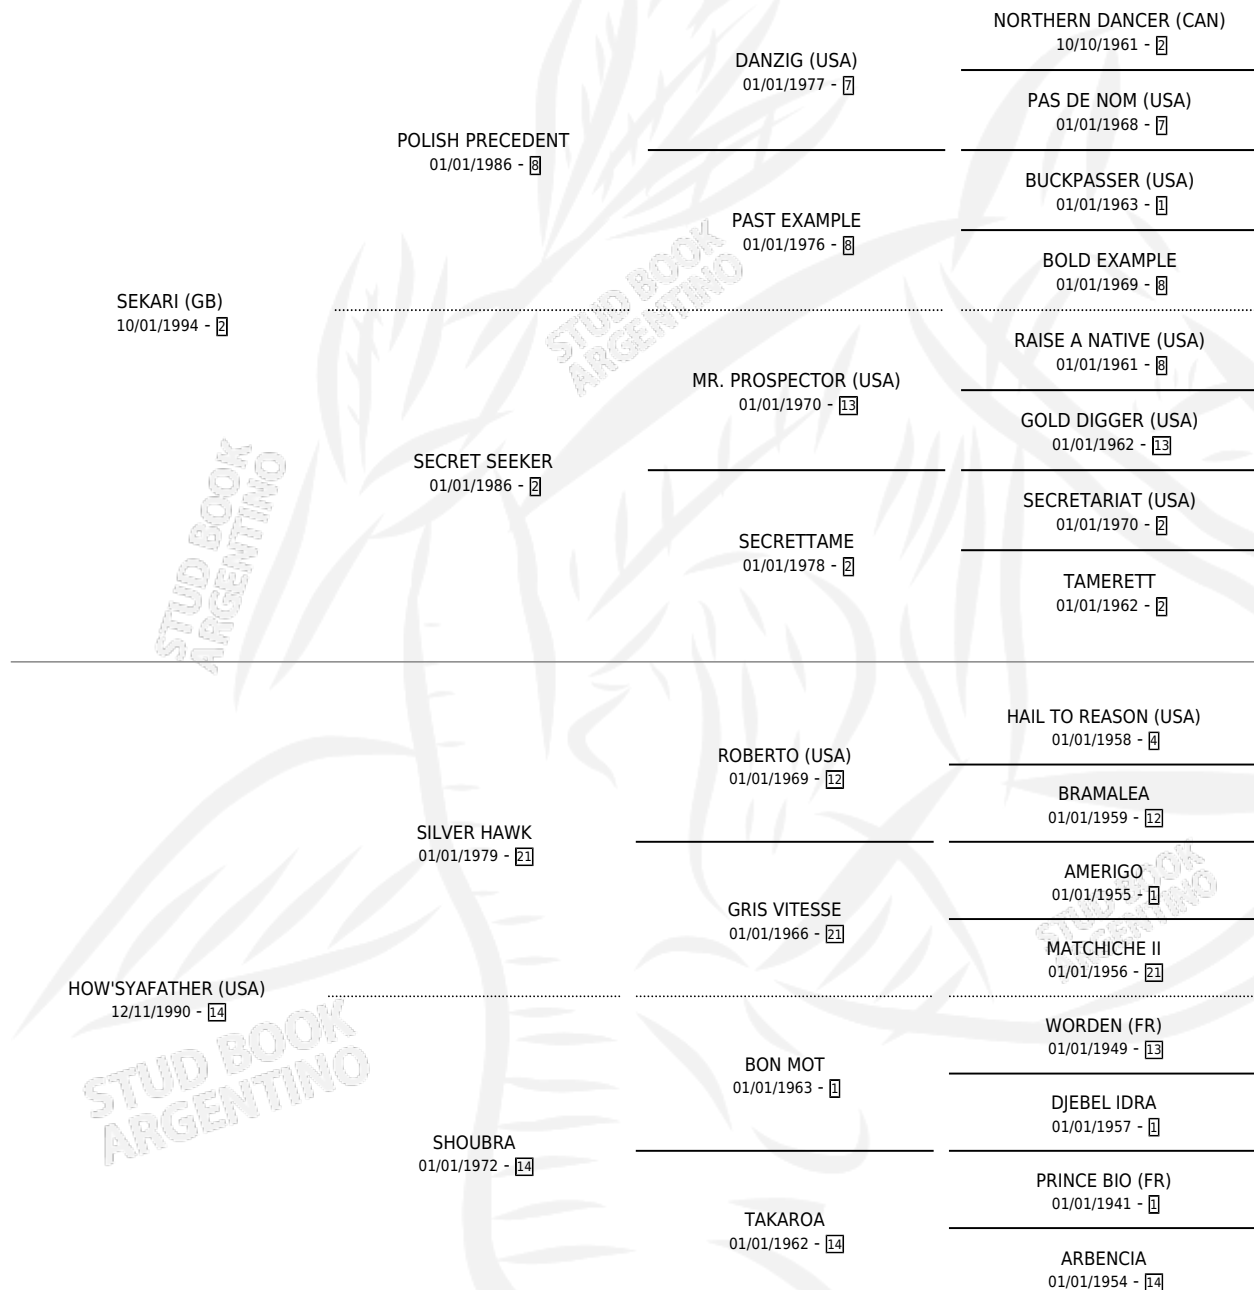 NORTHERN DANCER (CAN)
10/10/1961 - 2
DANZIG (USA)
01/01/1977 - 7
PAS DE NOM (USA)
01/01/1968 - 7
POLISH PRECEDENT
01/01/1986 - 8
BUCKPASSER (USA)
01/01/1963 - 1
PAST EXAMPLE
01/01/1976 - 8
BOLD EXAMPLE
01/01/1969 - 8
SEKARI (GB)
10/01/1994 - 2
RAISE A NATIVE (USA)
01/01/1961 - 8
MR. PROSPECTOR (USA)
01/01/1970 - 13
GOLD DIGGER (USA)
01/01/1962 - 13
SECRET SEEKER
01/01/1986 - 2
SECRETARIAT (USA)
01/01/1970 - 2
SECRETTAME
01/01/1978 - 2
TAMERETT
01/01/1962 - 2
STUD BOOK
ARGENTINO
STUD BOOK
ARGENTINO
HAIL TO REASON (USA)
01/01/1958 - 4
ROBERTO (USA)
01/01/1969 - 12
BRAMALEA
01/01/1959 - 12
SILVER HAWK
01/01/1979 - 21
AMERIGO
01/01/1955 - 1
GRIS VITESSE
01/01/1966 - 21
MATCHICHE II
01/01/1956 - 21
HOW'SYAFATHER (USA)
12/11/1990 - 14
WORDEN (FR)
01/01/1949 - 13
BON MOT
01/01/1963 - 1
DJEBEL IDRA
01/01/1957 - 1
SHOUBRA
01/01/1972 - 14
PRINCE BIO (FR)
01/01/1941 - 1
TAKAROA
01/01/1962 - 14
ARBENCIA
01/01/1954 - 14
STUD BOOK
ARGENTINO
STUD BOOK
ARGENTINO